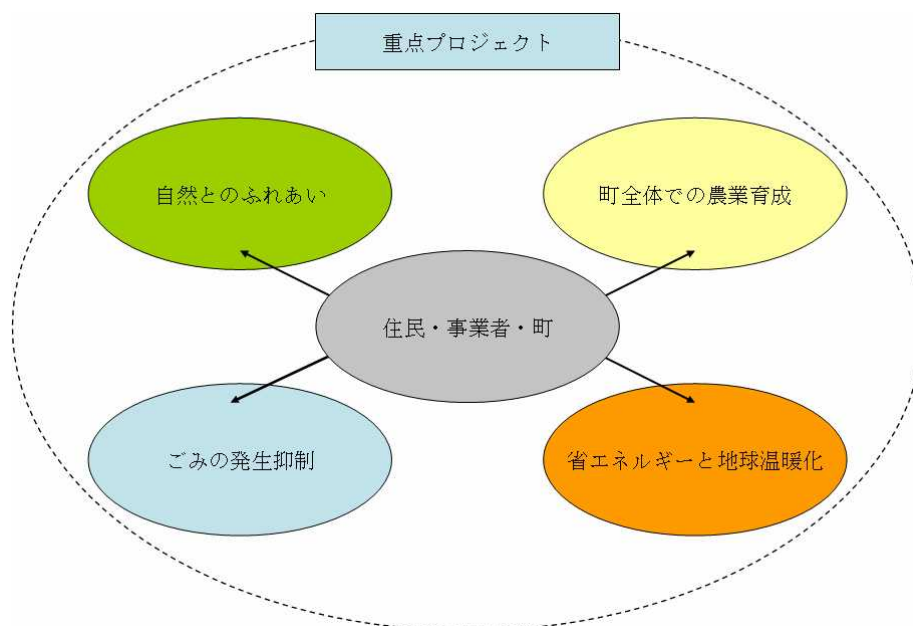 重点プロジェクト
自然とのふれあい
町全体での農業育成
住民・事業者・町
ごみの発生抑制
省エネルギーと地球温暖化